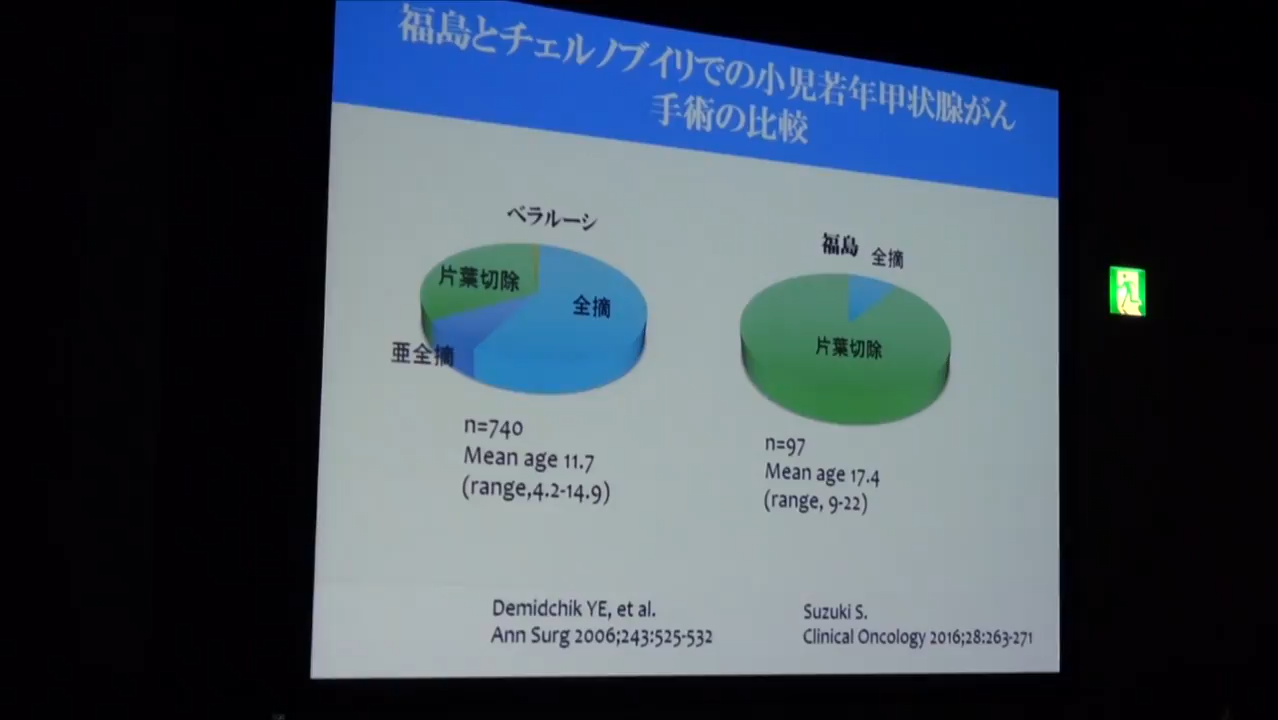 福島とチェルノブイリでの小児若年甲状腺がん
手術の比較
ベラルーシ
片葉切除
全摘
亜全摘
n=740
Mean age 11.7
(range,4.2-14.9)
Demidchik YE, et al.
Ann Surg 2006;243:525-532
福島
全摘
片葉切除
n=97
Mean age 17.4
(range, 9-22)
Suzuki S.
Clinical Oncology 2016;28:263-271